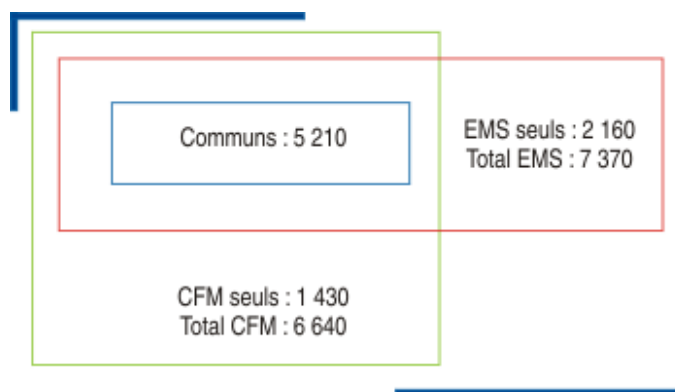 Communs : 5 210
EMS seuls : 2 160
Total EMS : 7 370
CFM seuls : 1 430
Total CFM : 6 640